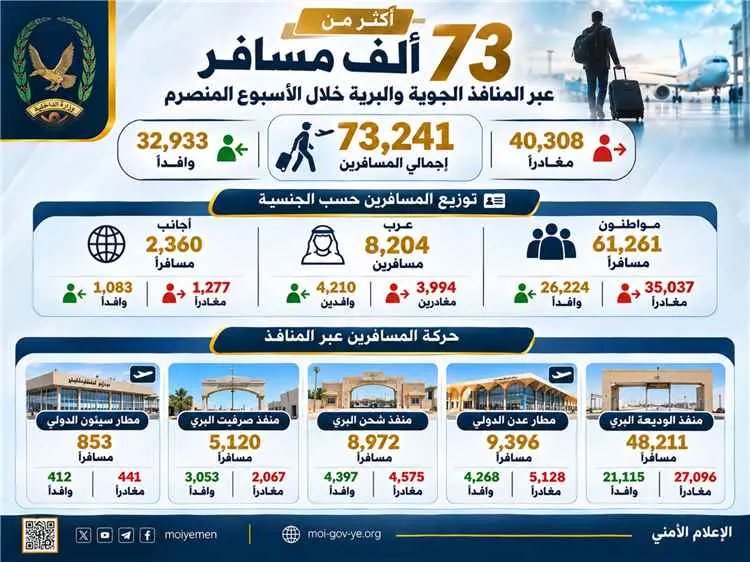 وزارة الداخلية
أكثر من
73 ألف مسافر
عبر المنافذ الجوية والبرية خلال الأسبوع المنصرم
40,308
مغادراً
73,241
إجمالي المسافرين
32,933
وافداً
توزيع المسافرين حسب الجنسية
مواطنون
61,261
مسافراً
35,037
مغادراً
26,224
وافداً
عرب
8,204
مسافرين
3,994
مغادرين
4,210
وافدين
أجانب
2,360
مسافراً
1,277
مغادراً
1,083
وافداً
حركة المسافرين عبر المنافذ
منفذ الوديعة البري
48,211
مسافراً
27,096
مغادراً
21,115
وافداً
مطار عدن الدولي
9,396
مسافراً
5,128
مغادراً
4,268
وافداً
منفذ شحن البري
8,972
مسافراً
4,575
مغادراً
4,397
وافداً
منفذ صرفيت البري
5,120
مسافراً
2,067
مغادراً
3,053
وافداً
مطار سيئون الدولي
853
مسافراً
441
مغادراً
412
وافداً
الإعلام الأمني
moi-gov-ye.org
moiyemen